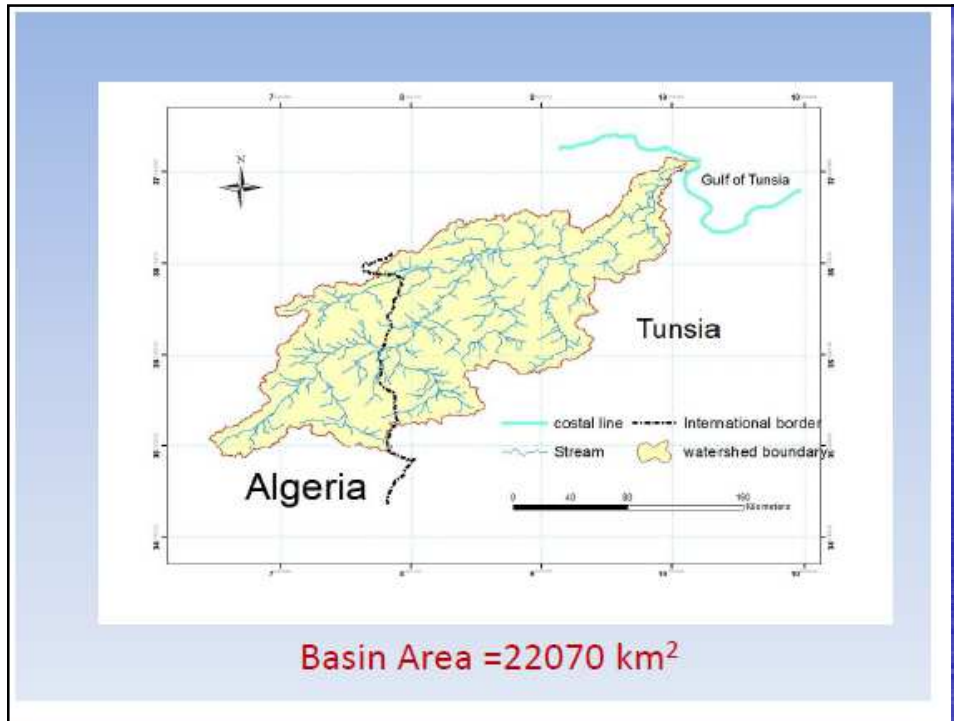 N
Gulf of Tunsia
Tunsia
costal line
International border
Stream
watershed boundary
Algeria
0 40 80 160
Kilometers
Basin Area =22070 km²